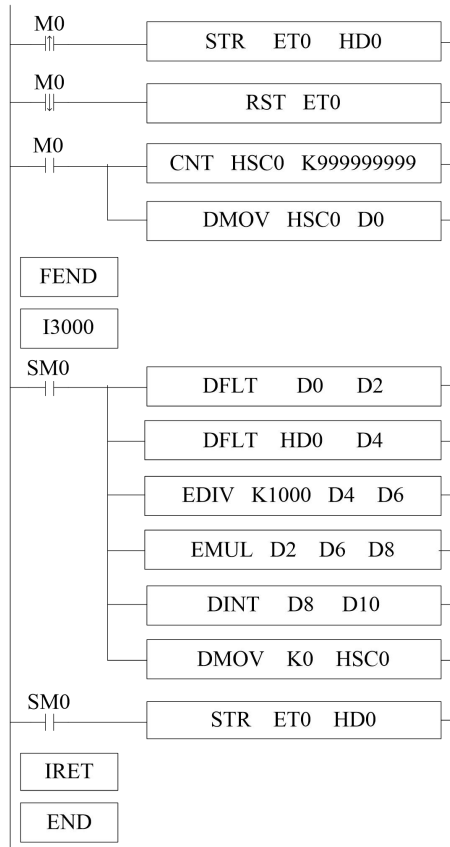 M0
STR ET0 HD0
M0
RST ET0
M0
CNT HSC0 K999999999
DMOV HSC0 D0
FEND
I3000
SM0
DFLT D0 D2
DFLT HD0 D4
EDIV K1000 D4 D6
EMUL D2 D6 D8
DINT D8 D10
DMOV K0 HSC0
SM0
STR ET0 HD0
IRET
END